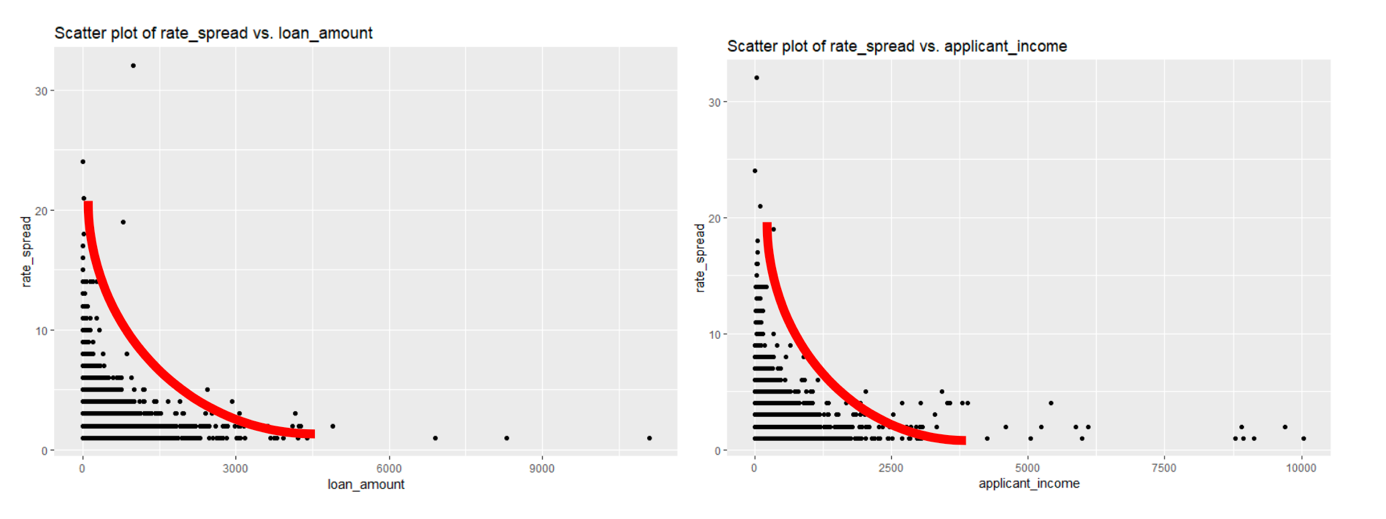 Scatter plot of rate_spread vs. loan_amount
30
20
10
0
rate_spread
0 3000 6000 9000
loan_amount
Scatter plot of rate_spread vs. applicant_income
30
20
10
0
rate_spread
0 2500 5000 7500 10000
applicant_income